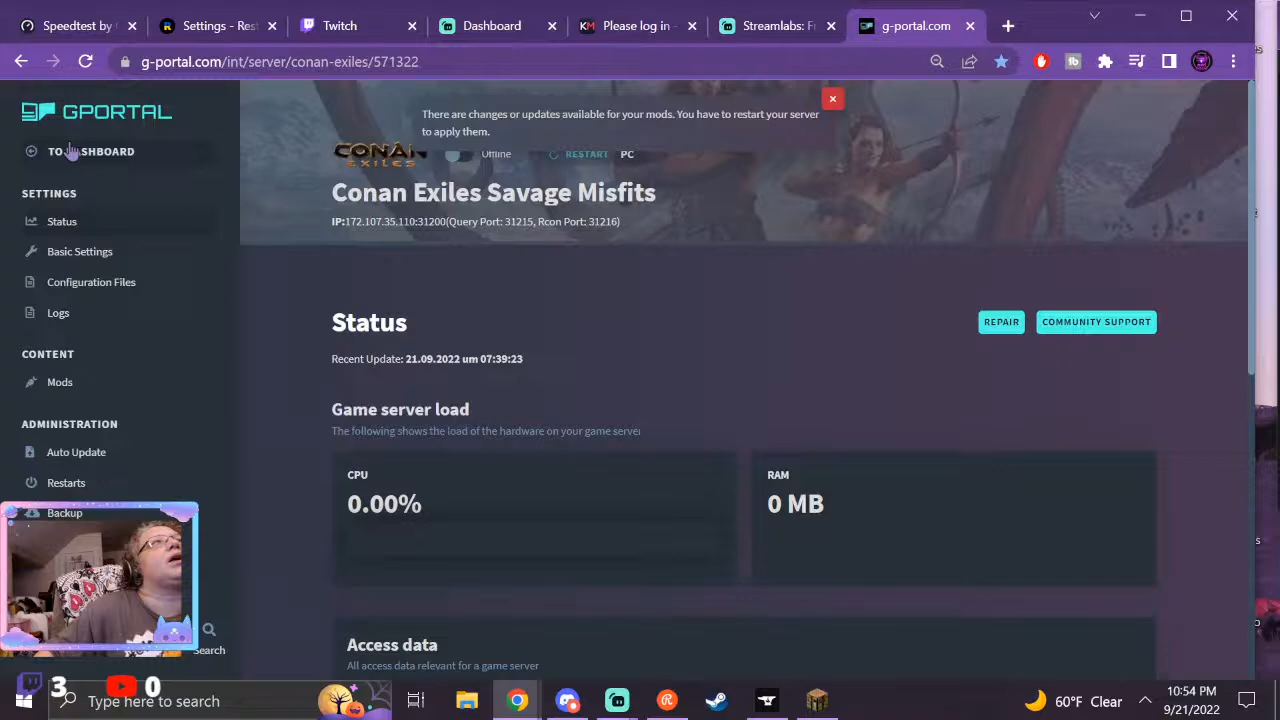 Speedtest by
Settings - Rest
Twitch
Dashboard
KM
Please log in -
Streamlabs: Fr
g-portal.com
g-portal.com/int/server/conan-exiles/571322
GPORTAL
There are changes or updates available for your mods. You have to restart your server
to apply them.
CONAN
EXILES
Offline
RESTART
PC
TO DASHBOARD
Conan Exiles Savage Misfits
IP:172.107.35.110:31200(Query Port: 31215, Rcon Port: 31216)
SETTINGS
Status
Basic Settings
Configuration Files
Logs
CONTENT
Mods
ADMINISTRATION
Auto Update
Restarts
Backup
Search
Status
REPAIR
COMMUNITY SUPPORT
Recent Update: 21.09.2022 um 07:39:23
Game server load
The following shows the load of the hardware on your game server
CPU
0.00%
RAM
0 MB
Access data
All access data relevant for a game server
3
0
Type here to search
60°F Clear
10:54 PM
9/21/2022